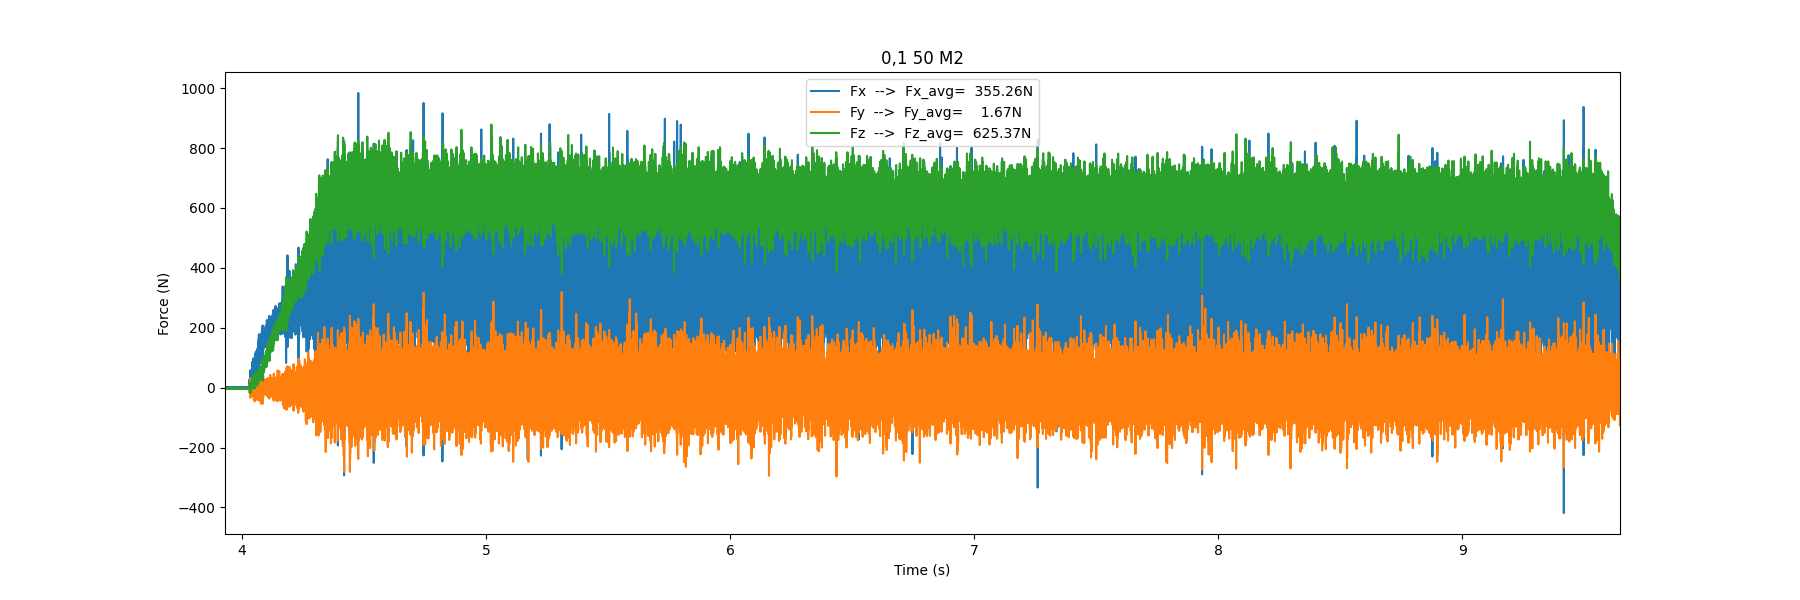 0,1 50 M2
Fx --> Fx_avg= 355.26N
Fy --> Fy_avg= 1.67N
Fz --> Fz_avg= 625.37N
Force (N)
1000
800
600
400
200
0
−200
−400
4 5 6 7 8 9
Time (s)